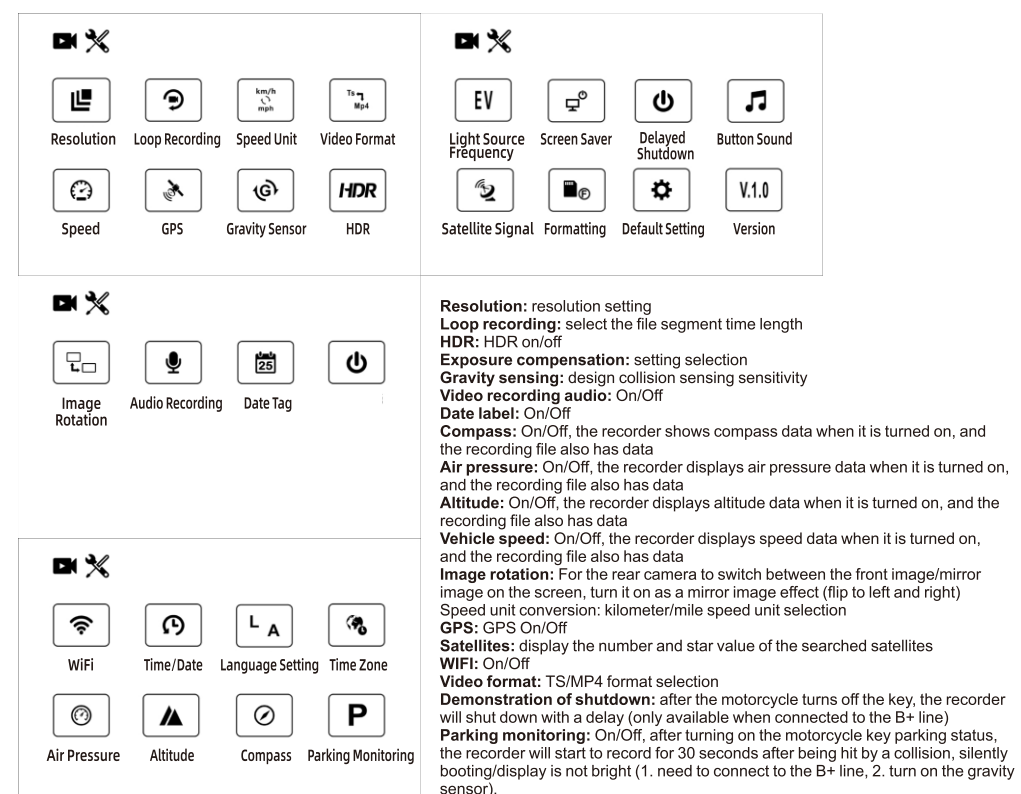 km/h
mph
Ts
Mp4
Resolution Loop Recording Speed Unit Video Format
G
HDR
Speed GPS Gravity Sensor HDR
EV
Light Source Frequency Screen Saver Delayed Shutdown Button Sound
F
V.1.0
Satellite Signal Formatting Default Setting Version
25
Image Rotation Audio Recording Date Tag
L A
WiFi Time/Date Language Setting Time Zone
P
Air Pressure Altitude Compass Parking Monitoring
Resolution: resolution setting
Loop recording: select the file segment time length
HDR: HDR on/off
Exposure compensation: setting selection
Gravity sensing: design collision sensing sensitivity
Video recording audio: On/Off
Date label: On/Off
Compass: On/Off, the recorder shows compass data when it is turned on, and
the recording file also has data
Air pressure: On/Off, the recorder displays air pressure data when it is turned on,
and the recording file also has data
Altitude: On/Off, the recorder displays altitude data when it is turned on, and the
recording file also has data
Vehicle speed: On/Off, the recorder displays speed data when it is turned on,
and the recording file also has data
Image rotation: For the rear camera to switch between the front image/mirror
image on the screen, turn it on as a mirror image effect (flip to left and right)
Speed unit conversion: kilometer/mile speed unit selection
GPS: GPS On/Off
Satellites: display the number and star value of the searched satellites
WIFI: On/Off
Video format: TS/MP4 format selection
Demonstration of shutdown: after the motorcycle turns off the key, the recorder
will shut down with a delay (only available when connected to the B+ line)
Parking monitoring: On/Off, after turning on the motorcycle key parking status,
the recorder will start to record for 30 seconds after being hit by a collision, silently
booting/display is not bright (1. need to connect to the B+ line, 2. turn on the gravity
sensor).